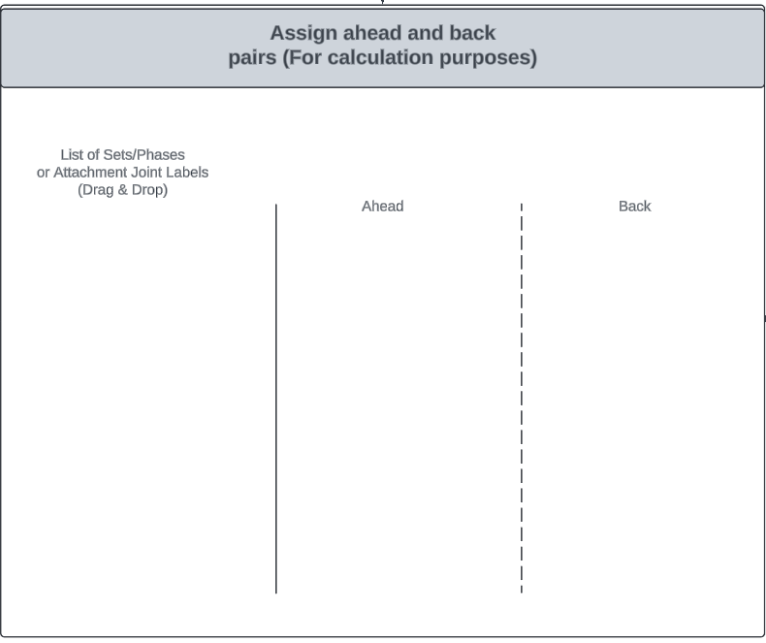 Assign ahead and back
pairs (For calculation purposes)
List of Sets/Phases
or Attachment Joint Labels
(Drag & Drop)
Ahead
Back